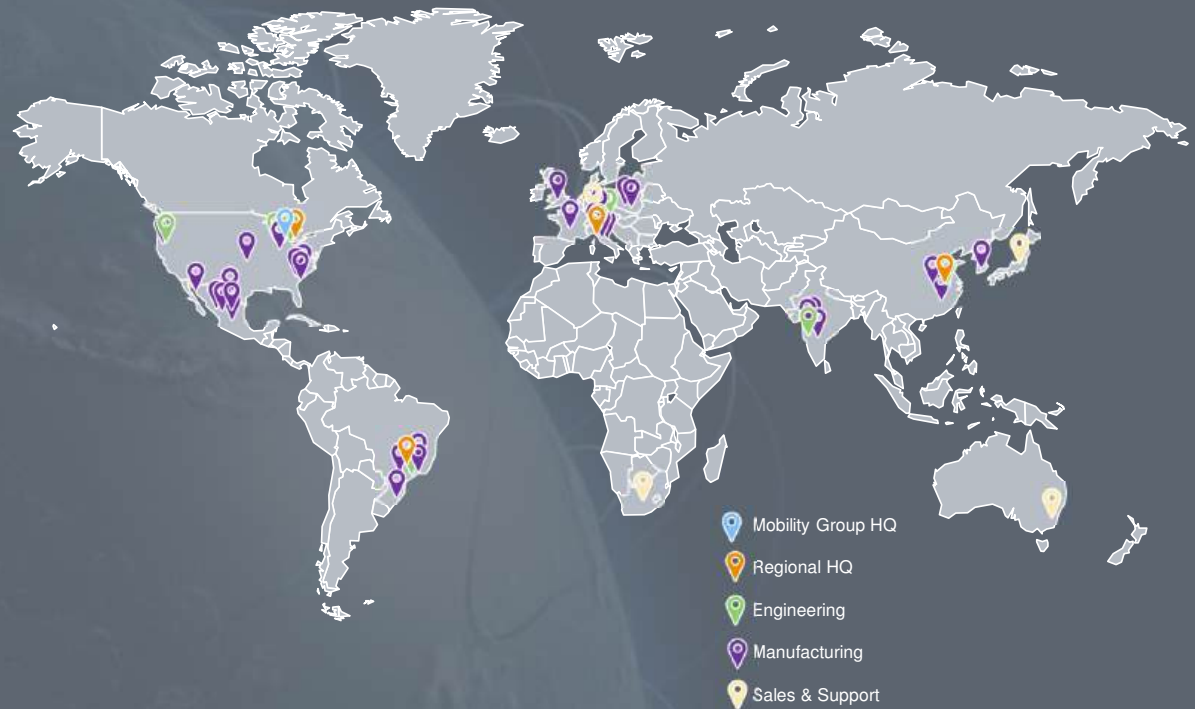 Mobility Group HQ
Regional HQ
Engineering
Manufacturing
Sales & Support